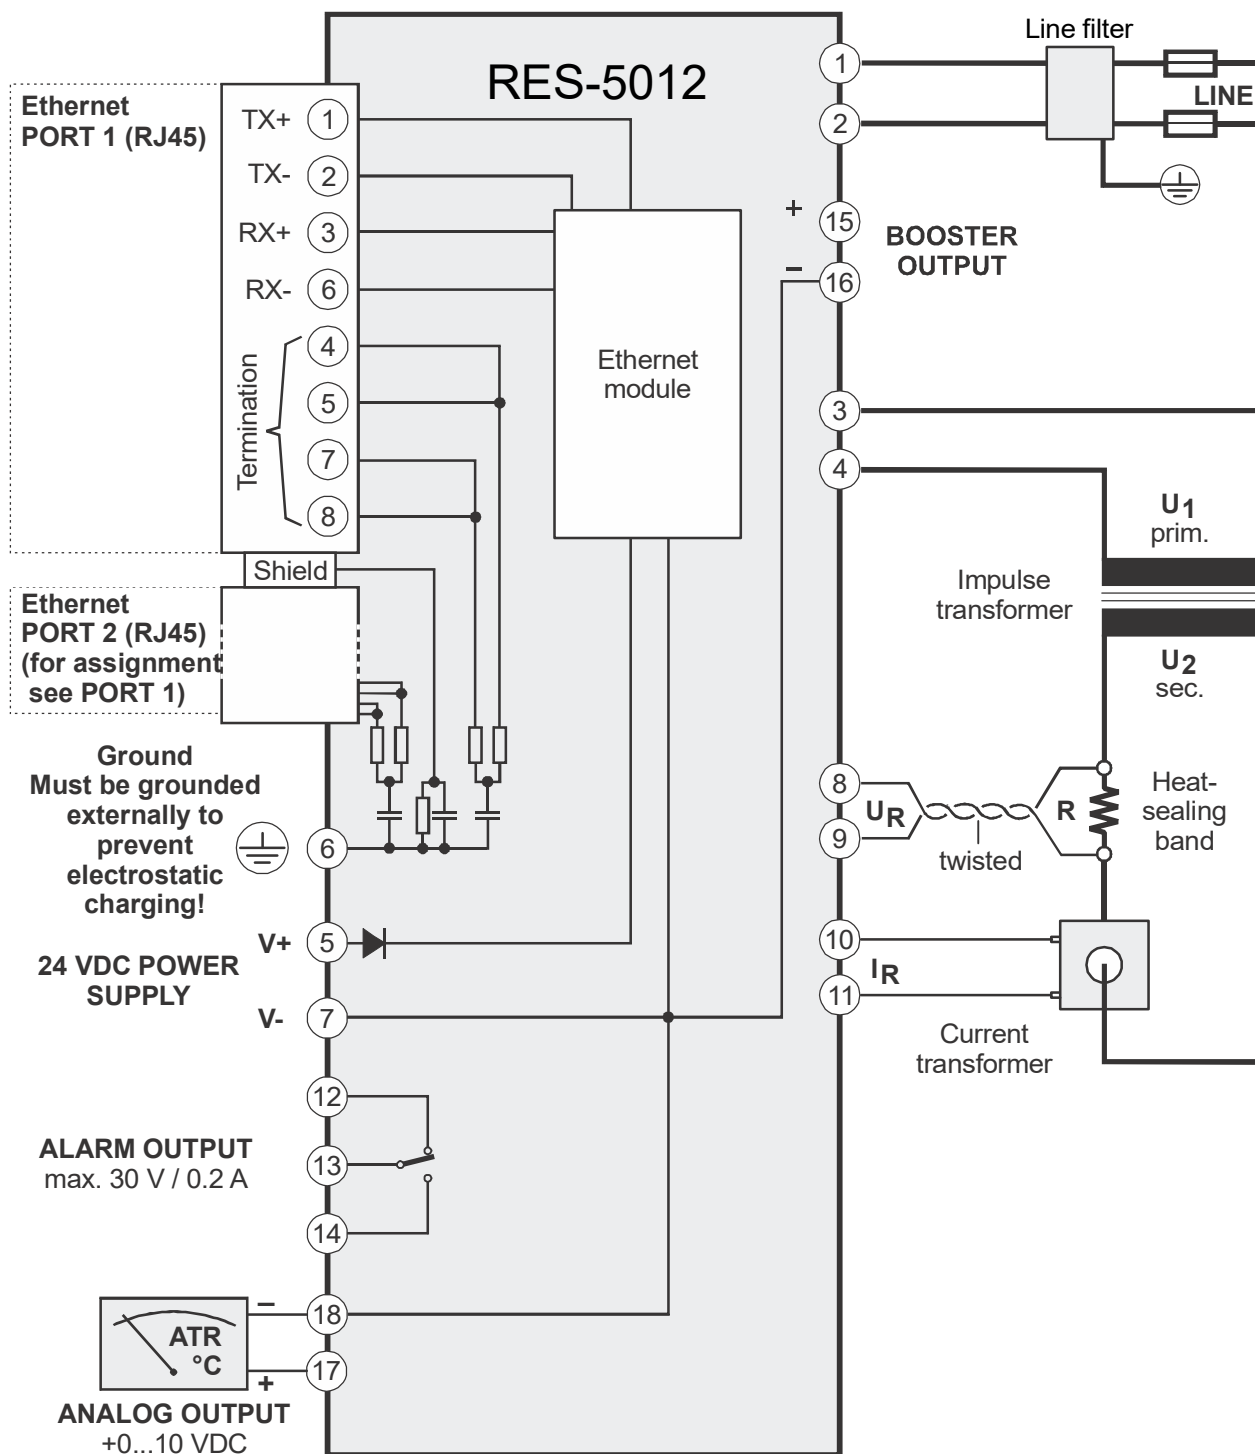 RES-5012
Line filter
LINE
1
2
Ethernet
PORT 1 (RJ45)
TX+ 1
TX- 2
RX+ 3
RX- 6
4
5
7
8
Termination
Shield
Ethernet
PORT 2 (RJ45)
(for assignment
see PORT 1)
Ethernet
module
+
15
BOOSTER
OUTPUT
–
16
3
4
U1
prim.
Impulse
transformer
U2
sec.
Ground
Must be grounded
externally to
prevent
electrostatic
charging!
6
8
9
UR
twisted
R
Heat-
sealing
band
V+ 5
24 VDC POWER
SUPPLY
V- 7
10
IR
11
Current
transformer
12
ALARM OUTPUT
max. 30 V / 0.2 A
13
14
ATR
°C
–
18
+
17
ANALOG OUTPUT
+0...10 VDC